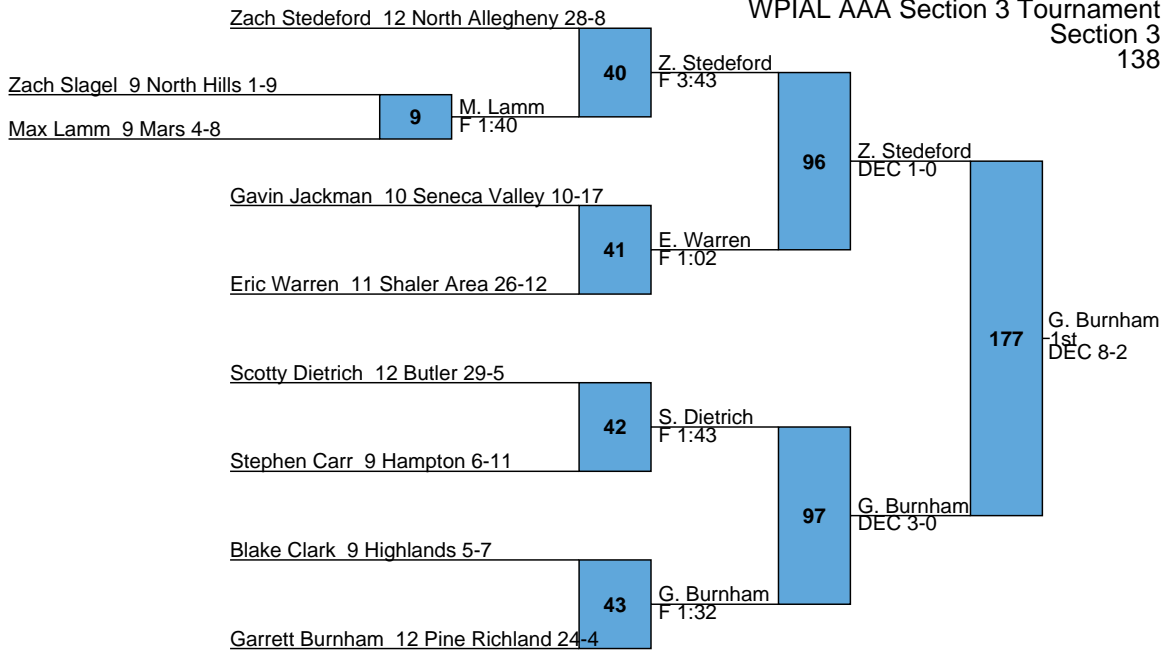 WPIAL AAA Section 3 Tournament
Section 3
138
Zach Stedeford 12 North Allegheny 28-8
40
Z. Stedeford
F 3:43
Zach Slagel 9 North Hills 1-9
9
M. Lamm
F 1:40
Max Lamm 9 Mars 4-8
96
Z. Stedeford
DEC 1-0
Gavin Jackman 10 Seneca Valley 10-17
41
E. Warren
F 1:02
Eric Warren 11 Shaler Area 26-12
177
G. Burnham
1st
DEC 8-2
Scotty Dietrich 12 Butler 29-5
42
S. Dietrich
F 1:43
Stephen Carr 9 Hampton 6-11
97
G. Burnham
DEC 3-0
Blake Clark 9 Highlands 5-7
43
G. Burnham
F 1:32
Garrett Burnham 12 Pine Richland 24-4